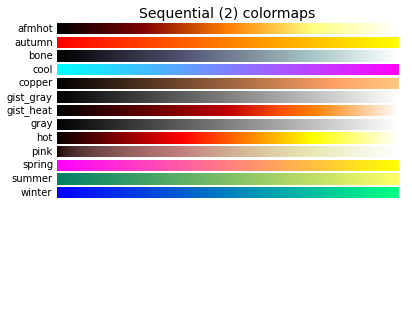 Sequential (2) colormaps
afmhot
autumn
bone
cool
copper
gist_gray
gist_heat
gray
hot
pink
spring
summer
winter